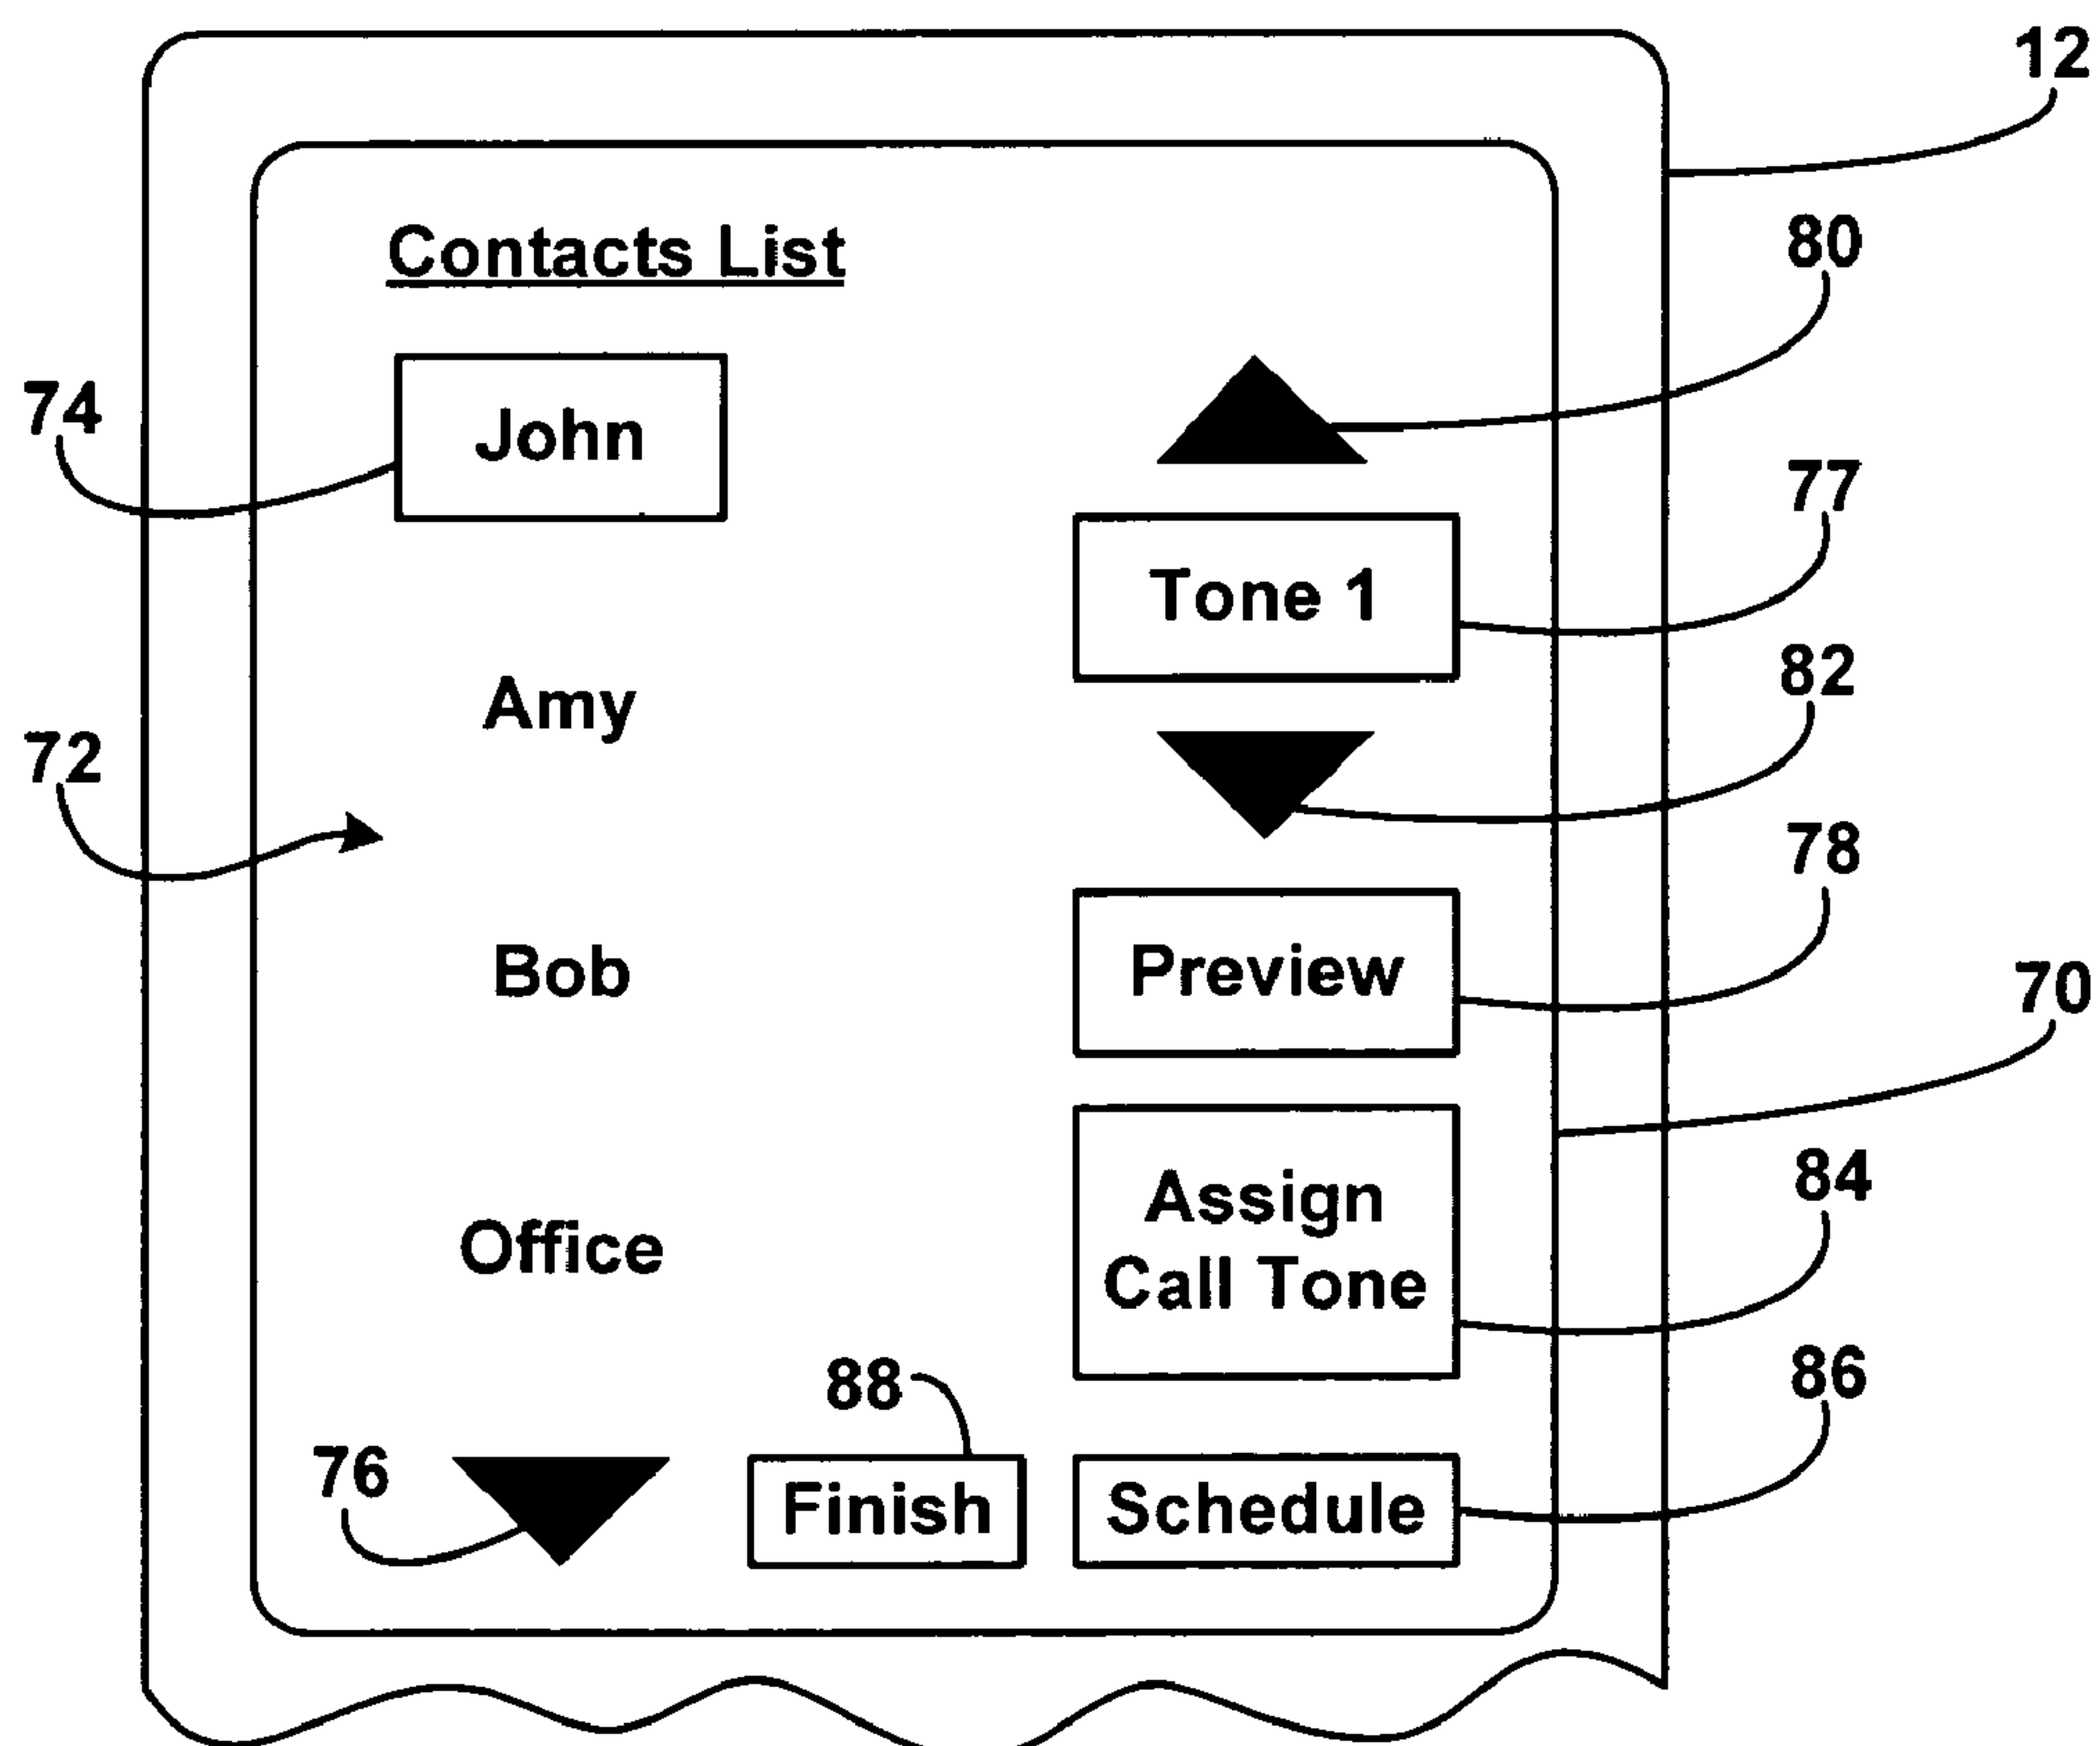 12
Contacts List
80
74
John
77
Tone 1
Amy
82
72
78
Bob
Preview
70
84
Assign
Office
Call Tone
88
86
76
Finish
Schedule